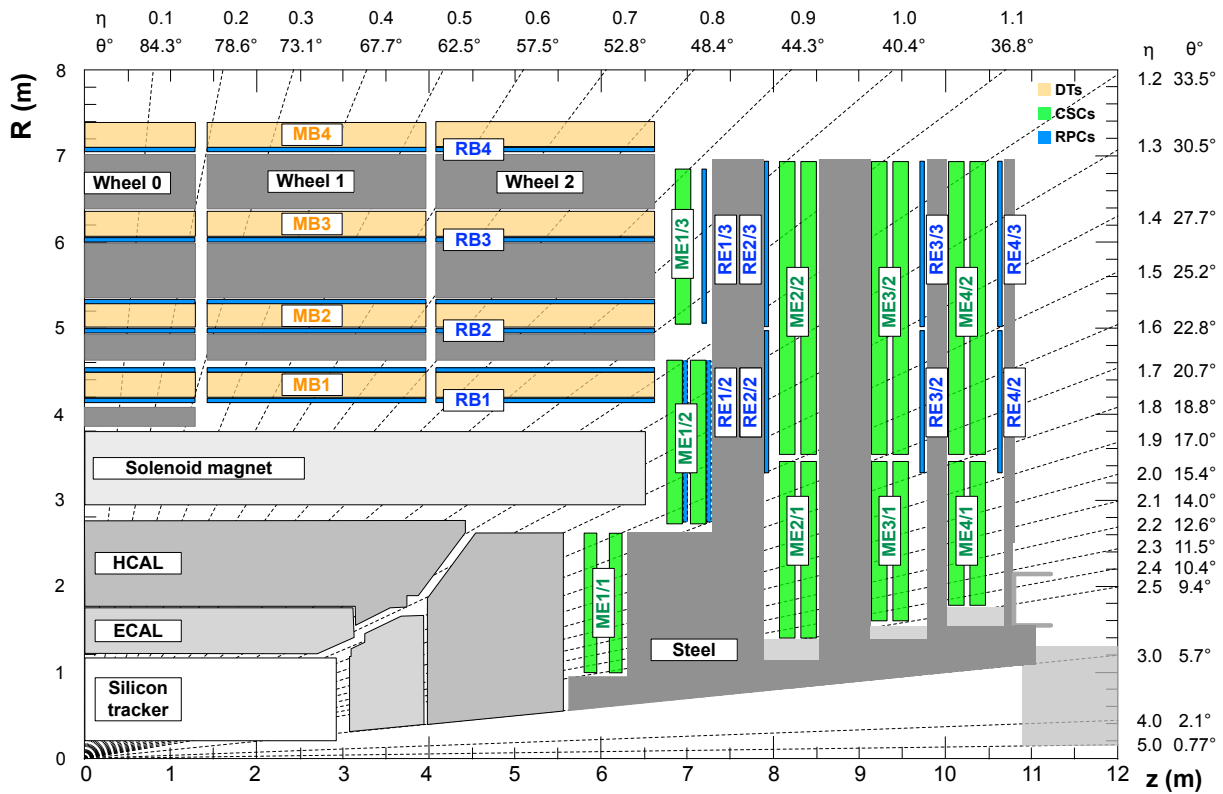 η 0.1 0.2 0.3 0.4 0.5 0.6 0.7 0.8 0.9 1.0 1.1
θ° 84.3° 78.6° 73.1° 67.7° 62.5° 57.5° 52.8° 48.4° 44.3° 40.4° 36.8° η θ°
R (m)
8
7
6
5
4
3
2
1
0
DTs
CSCs
RPCs
1.2 33.5°
1.3 30.5°
1.4 27.7°
1.5 25.2°
1.6 22.8°
1.7 20.7°
1.8 18.8°
1.9 17.0°
2.0 15.4°
2.1 14.0°
2.2 12.6°
2.3 11.5°
2.4 10.4°
2.5 9.4°
3.0 5.7°
4.0 2.1°
5.0 0.77°
MB4
RB4
Wheel 0 Wheel 1 Wheel 2
MB3
RB3
MB2
RB2
MB1
RB1
Solenoid magnet
HCAL
ECAL
Silicon
tracker
Steel
ME1/3
RE1/3
RE2/3
ME2/2
ME3/2
RE3/3
ME4/2
RE4/3
ME1/2
RE1/2
RE2/2
RE3/2
RE4/2
ME1/1
ME2/1
ME3/1
ME4/1
0 1 2 3 4 5 6 7 8 9 10 11 12
z (m)